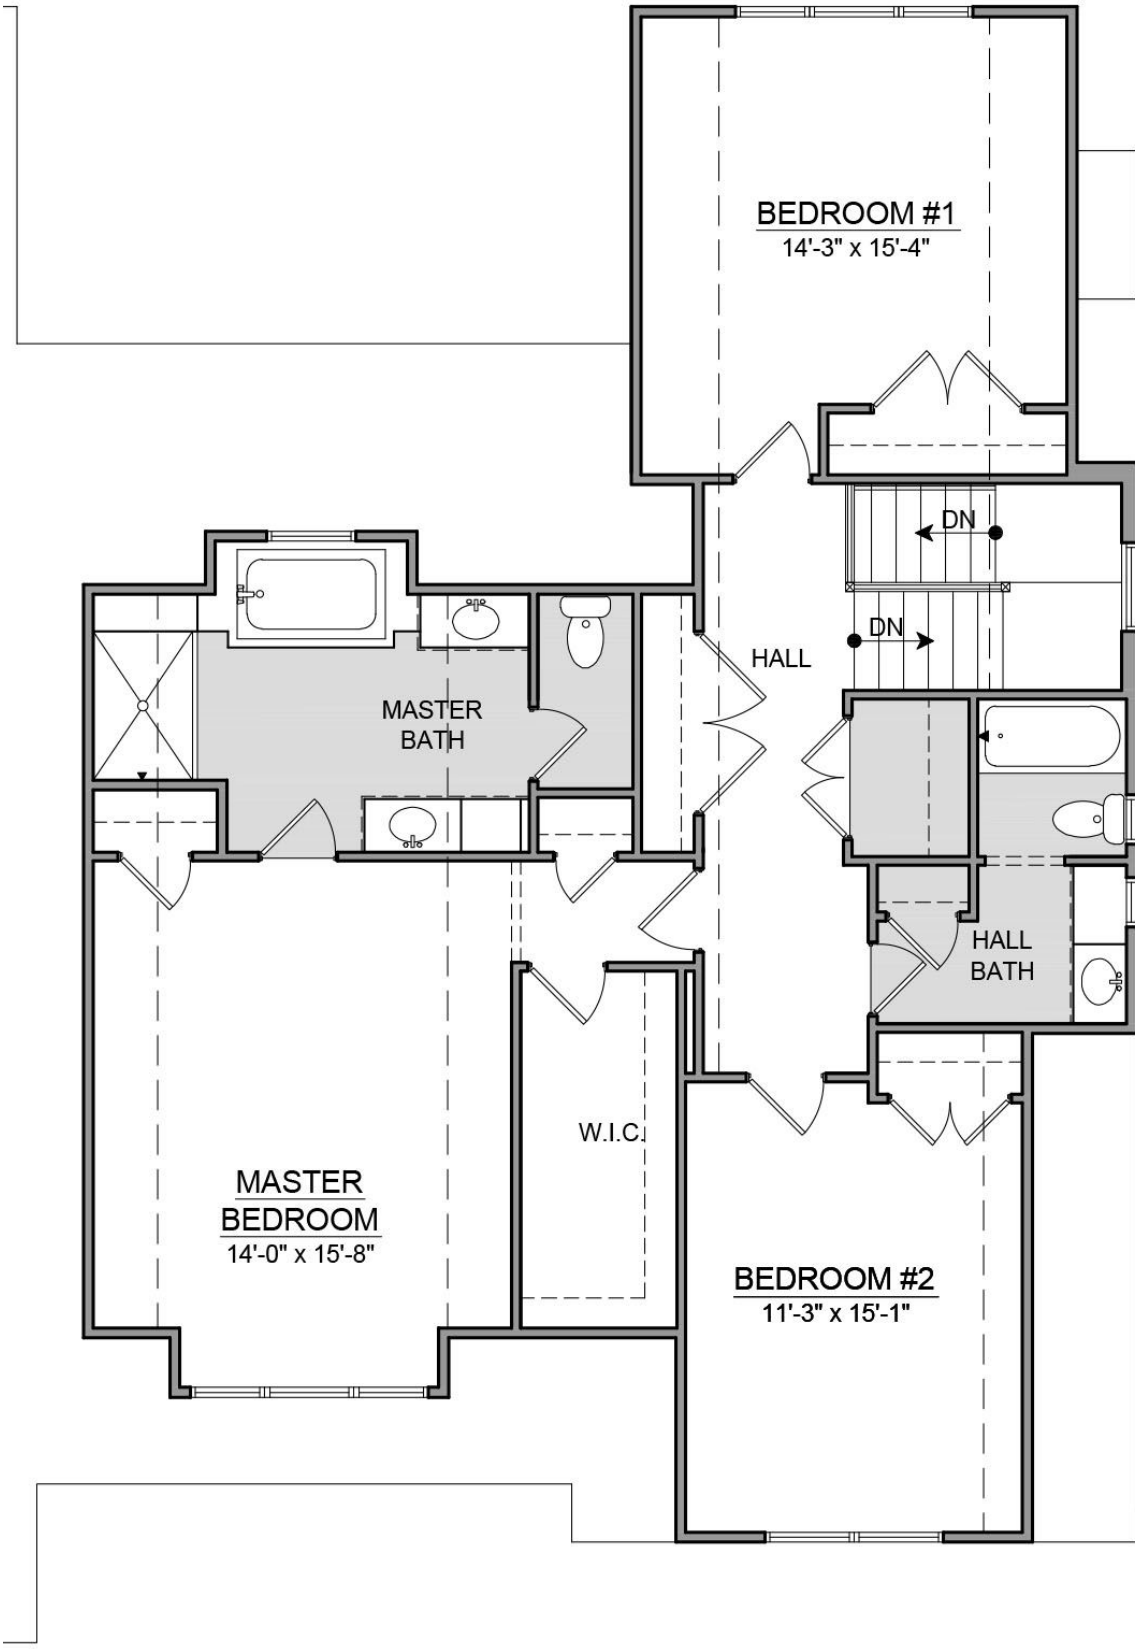 BEDROOM #1
14'-3" x 15'-4"
DN
DN
HALL
MASTER
BATH
HALL
BATH
W.I.C.
MASTER
BEDROOM
14'-0" x 15'-8"
BEDROOM #2
11'-3" x 15'-1"